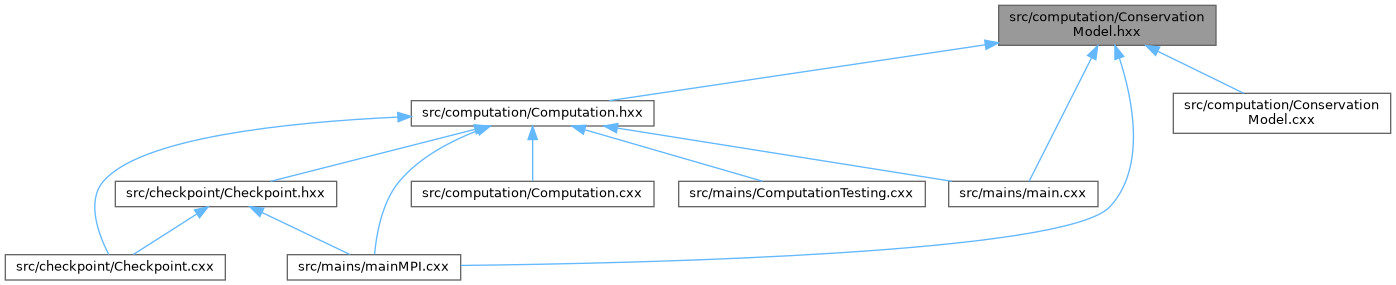 src/computation/Conservation
Model.hxx
src/computation/Computation.hxx
src/computation/Conservation
Model.cxx
src/checkpoint/Checkpoint.hxx
src/computation/Computation.cxx
src/mains/ComputationTesting.cxx
src/mains/main.cxx
src/checkpoint/Checkpoint.cxx
src/mains/mainMPI.cxx